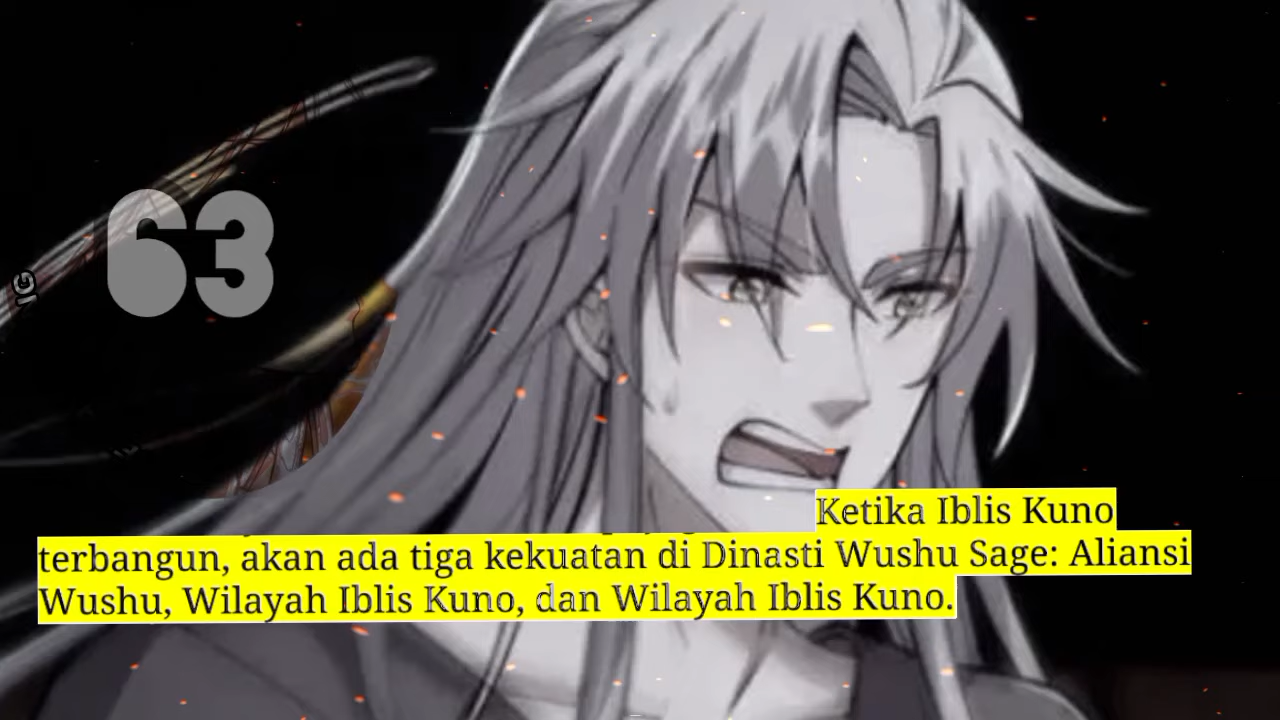 63
Ketika Iblis Kuno
terbangun, akan ada tiga kekuatan di Dinasti Wushu Sage: Aliansi
Wushu, Wilayah Iblis Kuno, dan Wilayah Iblis Kuno.